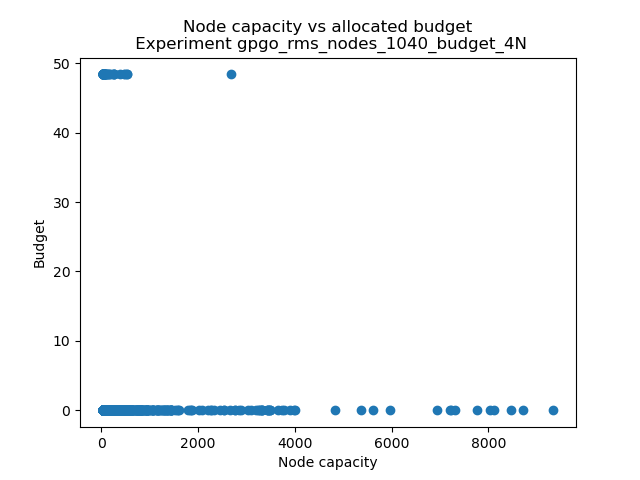 Node capacity vs allocated budget
Experiment gpgo_rms_nodes_1040_budget_4N
50
40
30
20
10
0
Budget
0 2000 4000 6000 8000
Node capacity